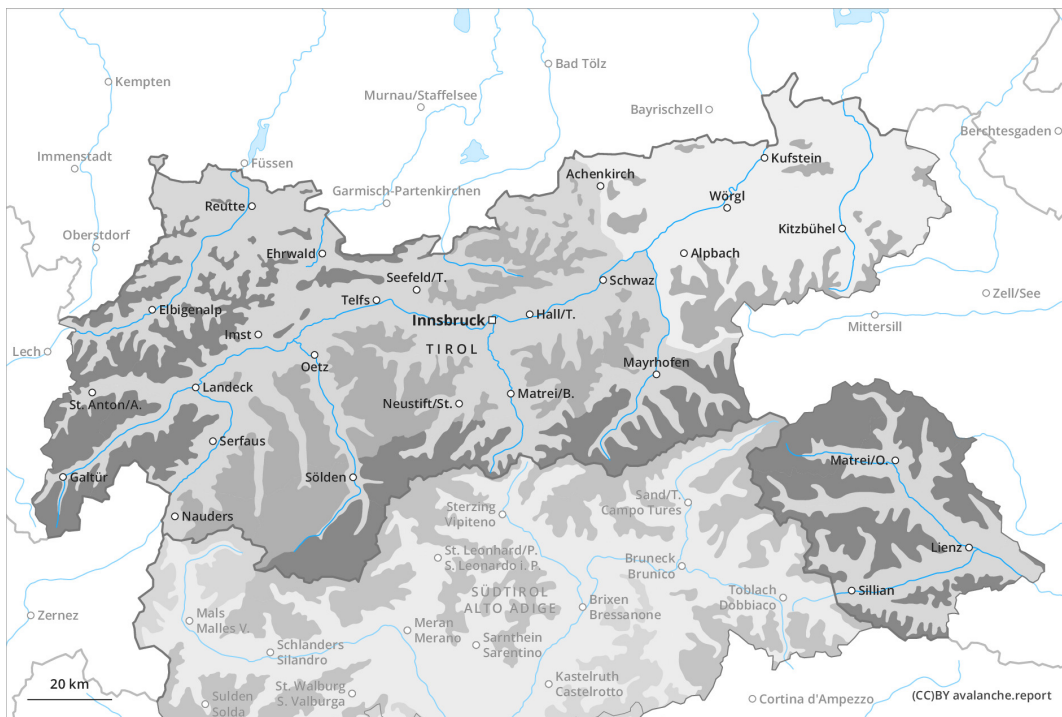 Kempten
Bad Tölz
Murnau/Staffelsee
Bayrischzell
Berchtesgaden
Immenstadt
Füssen
Kufstein
Achenkirch
Garmisch-Partenkirchen
Reutte
Wörgl
Kitzbühel
Oberstdorf
Ehrwald
Alpbach
Seefeld/T.
Schwaz
Zell/See
Telfs
Elbigenalp
Innsbruck
Hall/T.
Mittersill
Imst
Lech
TIROL
Oetz
Mayrhofen
Landeck
St. Anton/A.
Neustift/St.
Matrei/B.
Serfaus
Matrei/O.
Galtür
Sölden
Sand/T.
Campo Tures
Sterzing
Vipiteno
Nauders
Lienz
St. Leonhard/P.
S. Leonardo i. P.
Bruneck
Brunico
SÜDTIROL
ALTO ADIGE
Toblach
Dobbiaco
Sillian
Brixen
Bressanone
Zernez
Mals
Malles V.
Meran
Merano
Sarnthein
Sarentino
Schlanders
Silandro
Kastelruth
Castelrotto
20 km
St. Walburg
S. Valburga
Sulden
Solda
Cortina d'Ampezzo
(CC)BY avalanche.report